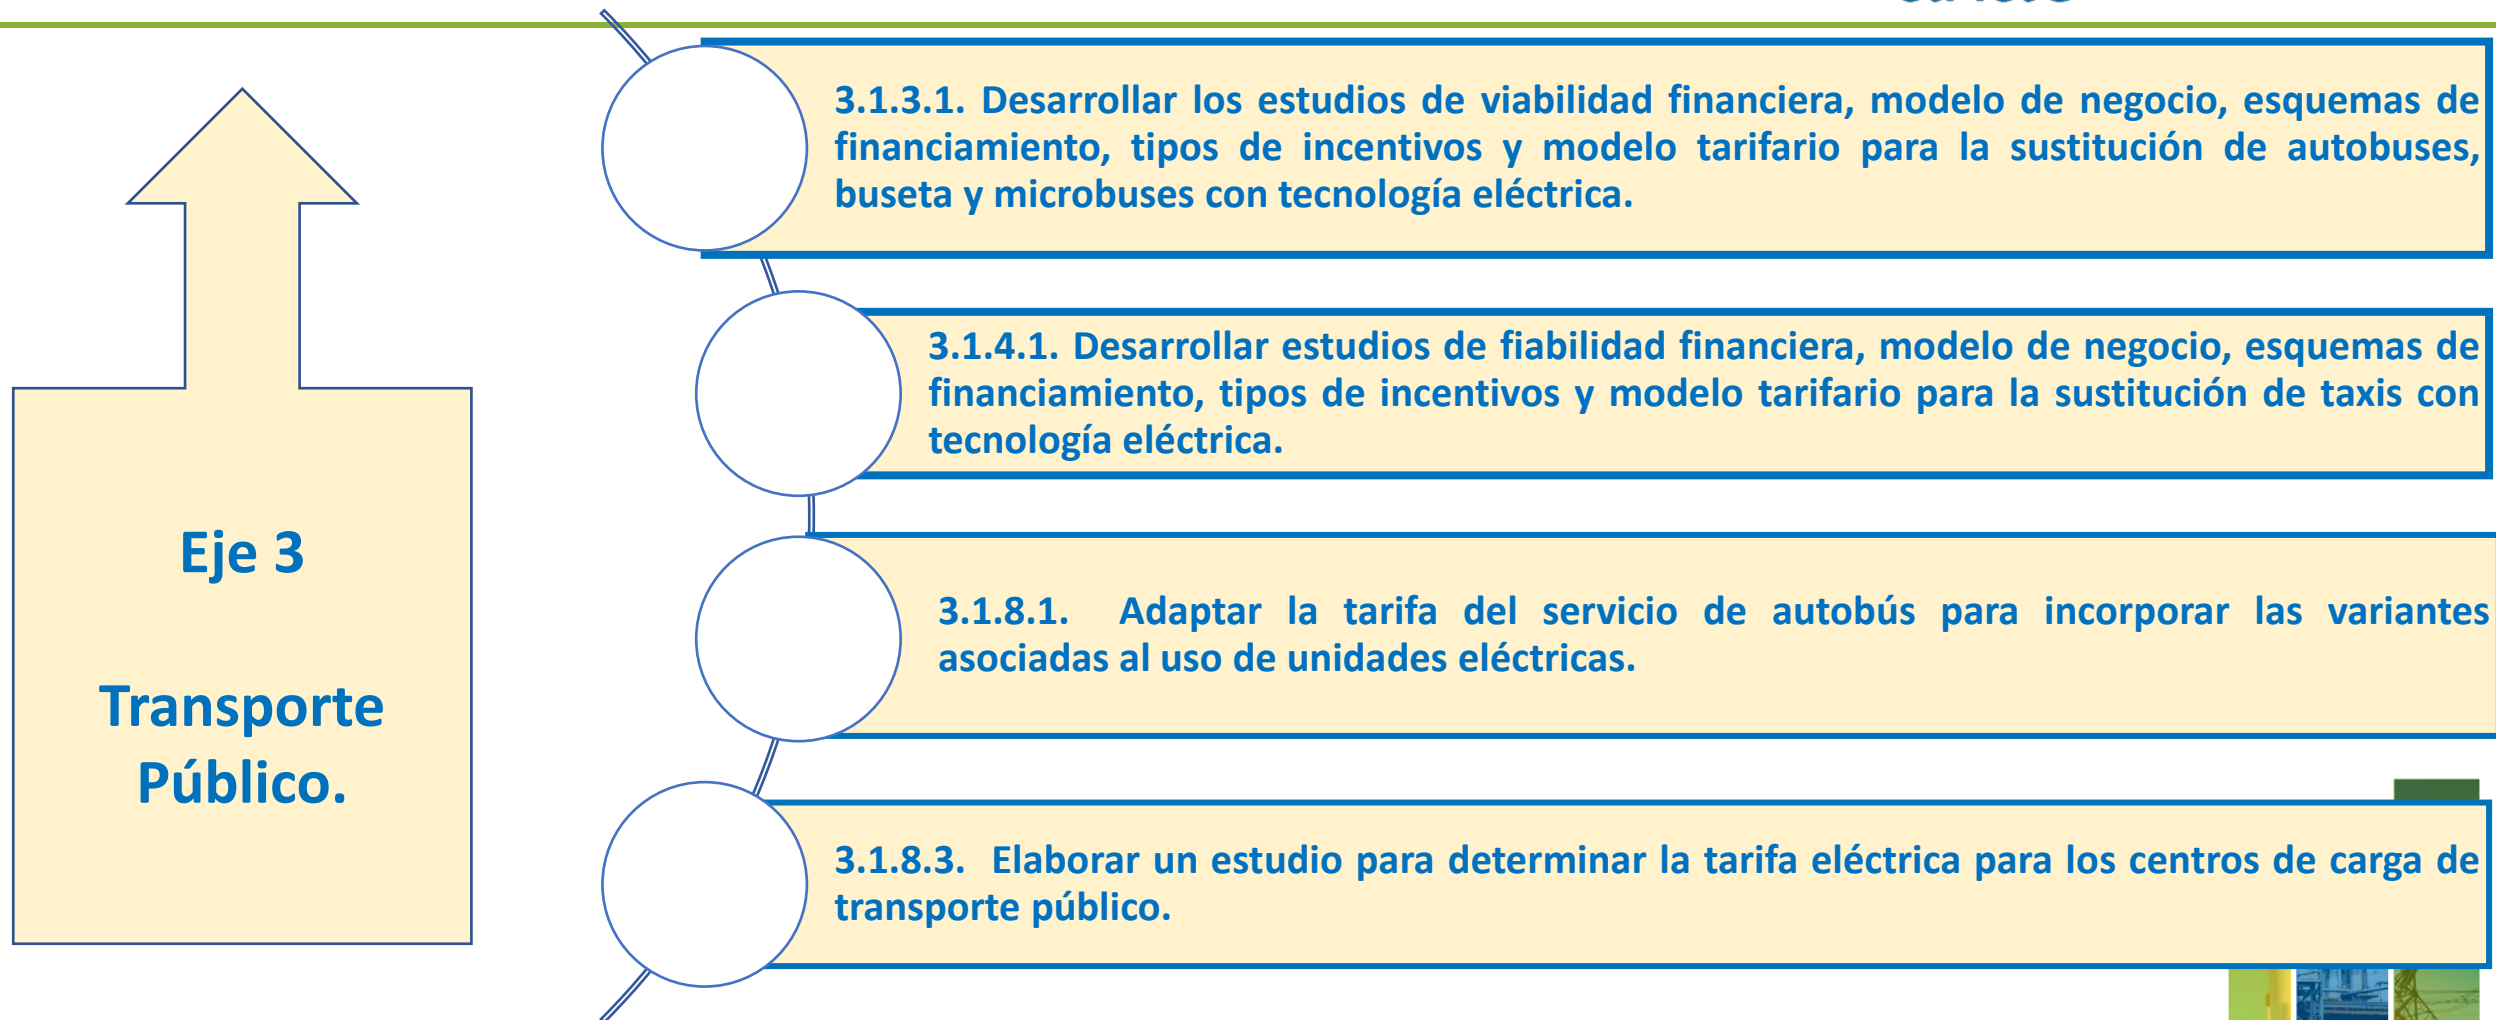 Eje 3
Transporte
Público.
3.1.3.1. Desarrollar los estudios de viabilidad financiera, modelo de negocio, esquemas de
financiamiento, tipos de incentivos y modelo tarifario para la sustitución de autobuses,
buseta y microbuses con tecnología eléctrica.
3.1.4.1. Desarrollar estudios de fiabilidad financiera, modelo de negocio, esquemas de
financiamiento, tipos de incentivos y modelo tarifario para la sustitución de taxis con
tecnología eléctrica.
3.1.8.1. Adaptar la tarifa del servicio de autobús para incorporar las variantes
asociadas al uso de unidades eléctricas.
3.1.8.3. Elaborar un estudio para determinar la tarifa eléctrica para los centros de carga de
transporte público.